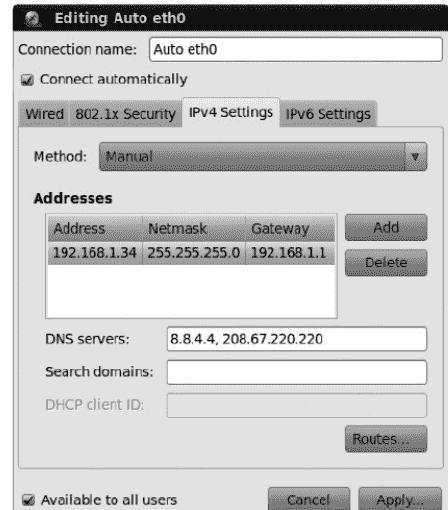 Editing Auto eth0
Connection name: Auto eth0
Connect automatically
Wired 802.1x Security IPv4 Settings IPv6 Settings
Method: Manual
Addresses
Address Netmask Gateway Add
192.168.1.34 255.255.255.0 192.168.1.1
Delete
DNS servers: 8.8.4.4, 208.67.220.220
Search domains:
DHCP client ID:
Routes...
Available to all users Cancel Apply...